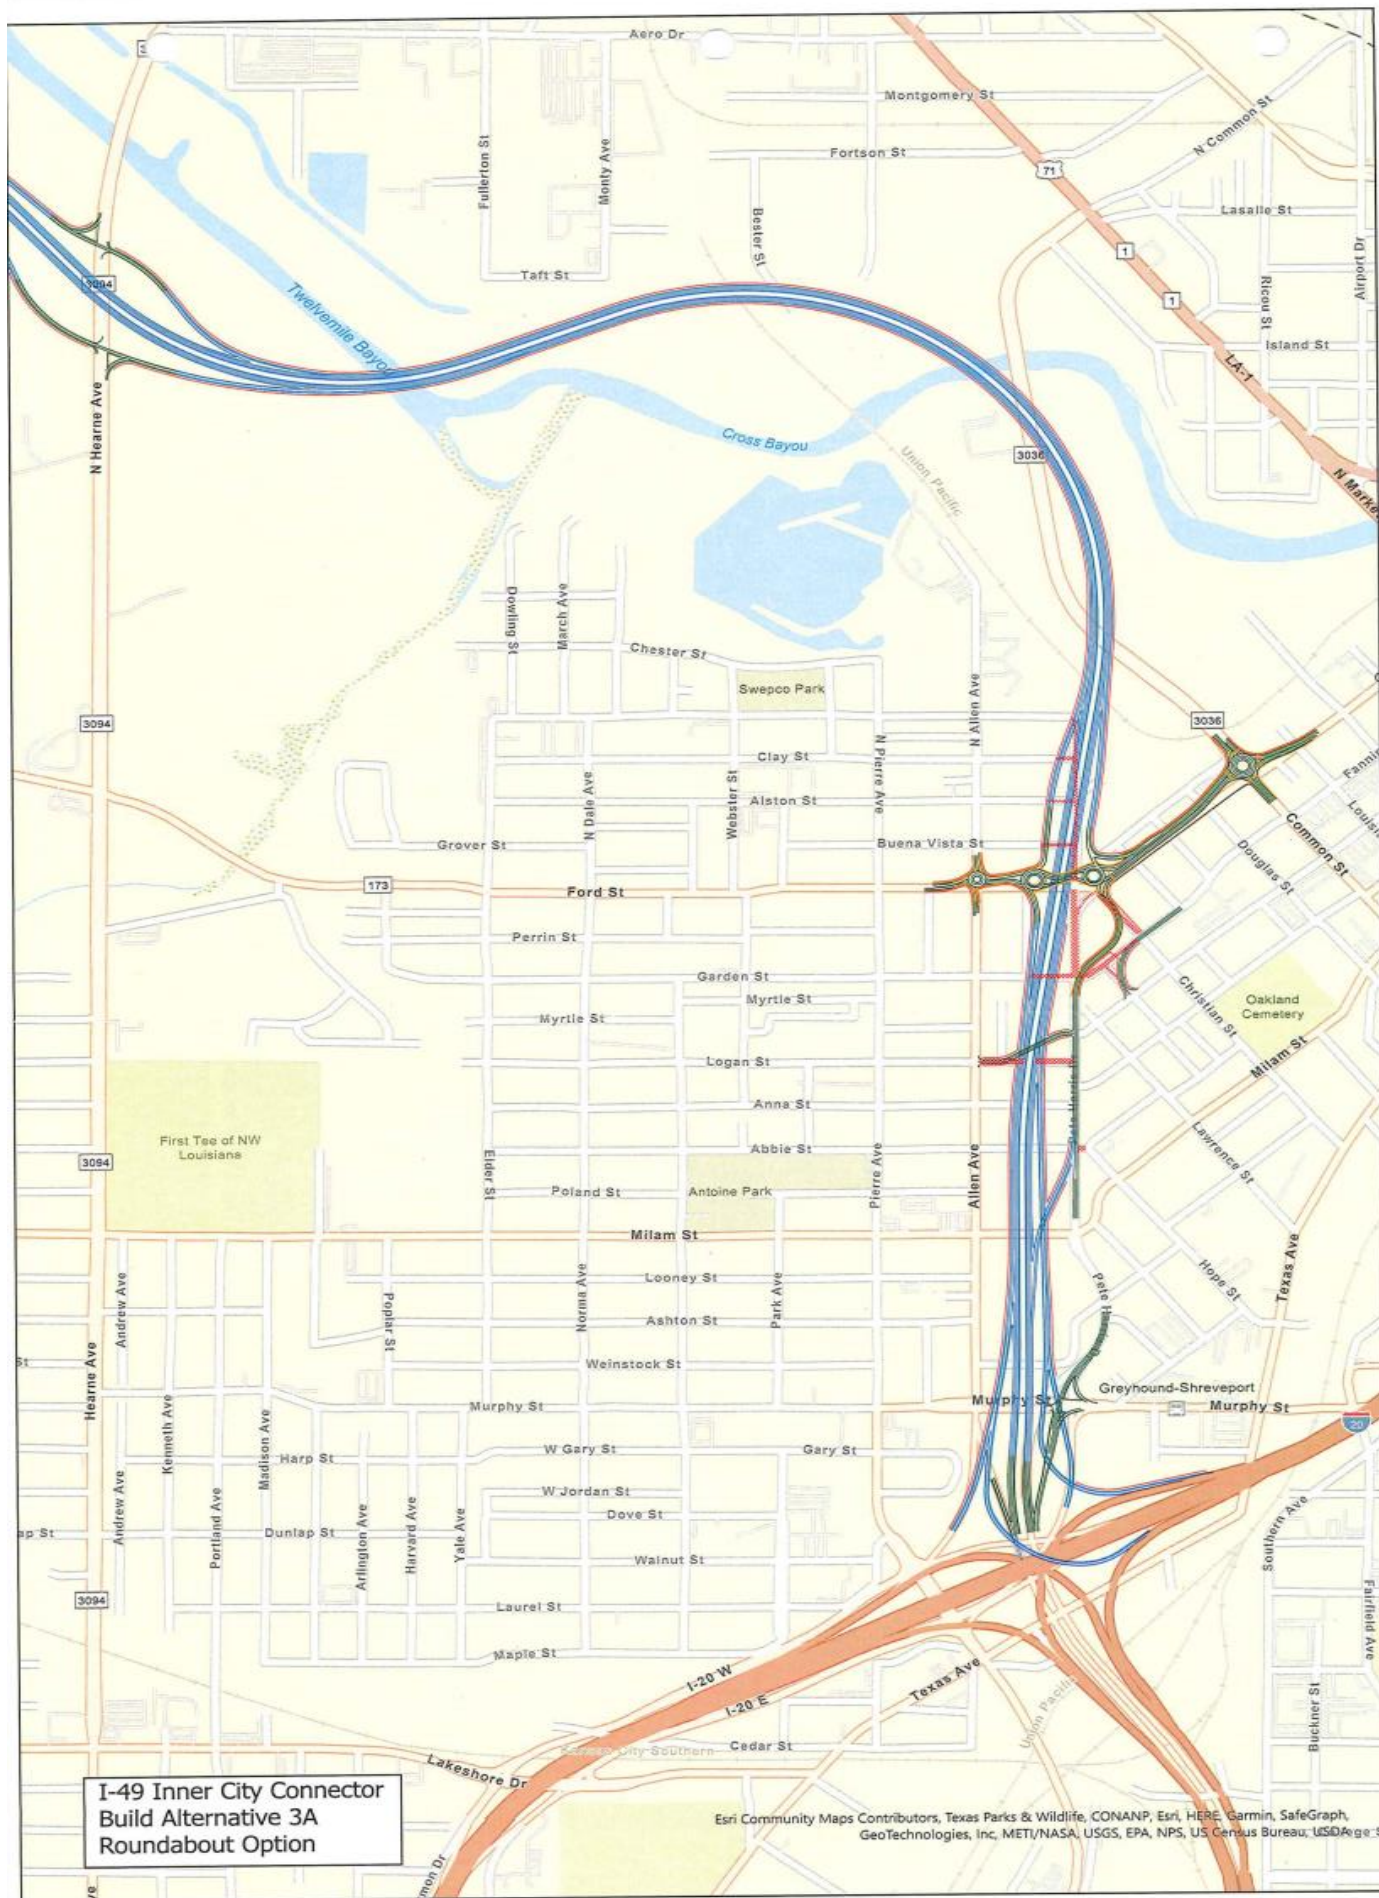 Aero Dr
Montgomery St
Fortson St
N Common St
71
Fullerton St
Monty Ave
Bester St
Lasalle St
1
Airport Dr
Taft St
3094
1
Ricou St
Twelvemile Bayou
Island St
LA-1
N Hearne Ave
Cross Bayou
Union Pacific
3036
Dowling St
March Ave
Chester St
Swepco Park
N Allen Ave
3094
3036
N Pierre Ave
Clay St
N Dale Ave
Webster St
Alston St
Louisi
Common St
Grover St
Buena Vista St
Douglas St
173
Ford St
Perrin St
Garden St
Myrtle St
Christian St
Oakland
Cemetery
Myrtle St
Milam St
Logan St
Anna St
First Tee of NW
Louisiana
Abbie St
Lawrence St
3094
Elder St
Pierre Ave
Allen Ave
Poland St
Antoine Park
Milam St
Texas Ave
Hope St
Andrew Ave
Looney St
Norma Ave
Park Ave
Poplar St
Ashton St
St
Hearne Ave
Weinstock St
Greyhound-Shreveport
Murphy St
Murphy St
Murphy St
20
Kenneth Ave
Madison Ave
W Gary St
Gary St
Harp St
Andrew Ave
W Jordan St
Dove St
Portland Ave
Arlington Ave
Harvard Ave
Yale Ave
Dunlap St
ap St
Southern Ave
Walnut St
3094
Laurel St
Fairfield Ave
Maple St
I-20 W
I-20 E
Texas Ave
Union Pacific
Buckner St
Cedar St
Lakeshore Dr
I-49 Inner City Connector
Build Alternative 3A
Roundabout Option
Esri Community Maps Contributors, Texas Parks & Wildlife, CONANP, Esri, HERE, Garmin, SafeGraph,
GeoTechnologies, Inc, METI/NASA, USGS, EPA, NPS, US Census Bureau, USDA
mon Dr